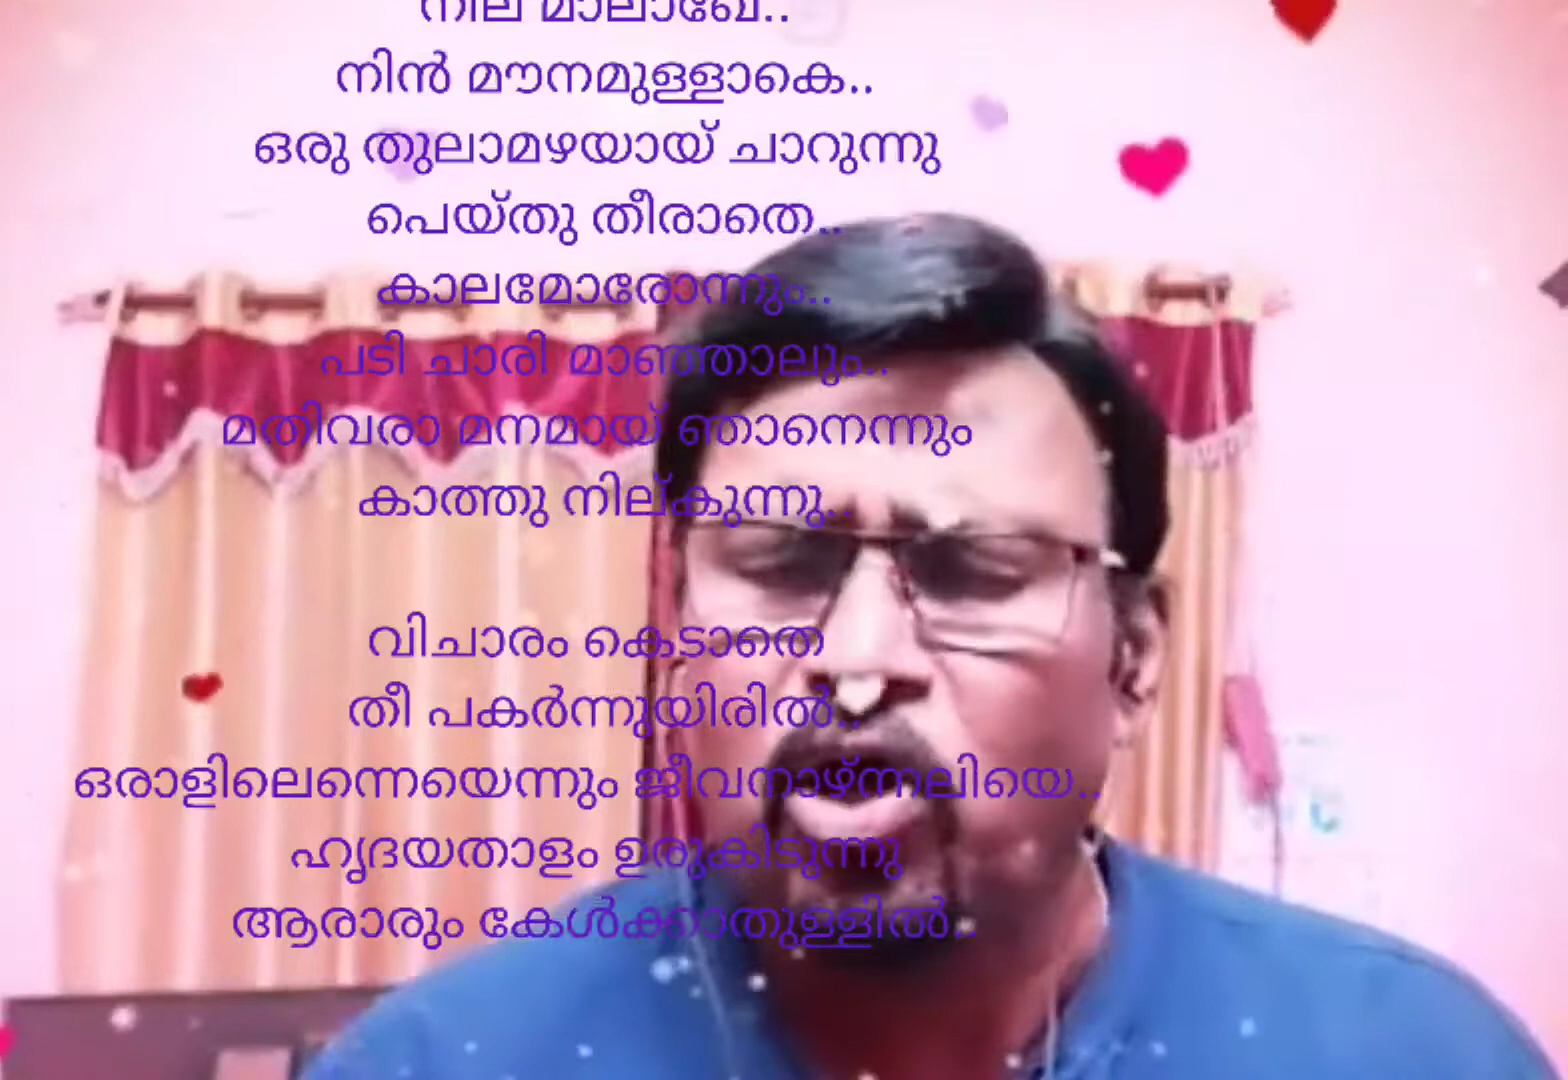 നില മാലാഖേ..
നിൻ മൗനമുള്ളാകെ..
ഒരു തുലാമഴയായ് ചാറുന്നു
പെയ്തു തീരാതെ..
കാലമോരോന്നും..
പടി ചാരി മാഞ്ഞാലും..
മതിവരാ മനമായ് ഞാനെന്നും
കാത്തു നില്കുന്നു..
വിചാരം കെടാതെ
തീ പകർന്നുയിരിൽ..
ഒരാളിലെന്നെയെന്നും ജീവനാഴ്ന്നലിയെ..
ഹൃദയതാളം ഉരുകിടുന്നു
ആരാരും കേൾക്കാതുള്ളിൽ..